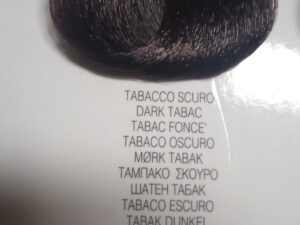 TABACCO SCURO
DARK TABAC
TABAC FONCE'
TABACO OSCURO
MØRK TABAK
ΤΑΜΠΑΚΟ ΣΚΟΥΡΟ
ШАТЕН ТАБАК
TABACO ESCURO
TABAK DUNKEL